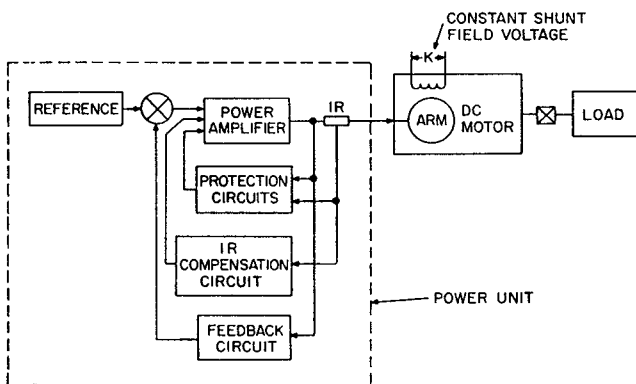 CONSTANT SHUNT
FIELD VOLTAGE
K
REFERENCE
POWER
AMPLIFIER
IR
ARM
DC
MOTOR
LOAD
PROTECTION
CIRCUITS
IR
COMPENSATION
CIRCUIT
POWER UNIT
FEEDBACK
CIRCUIT